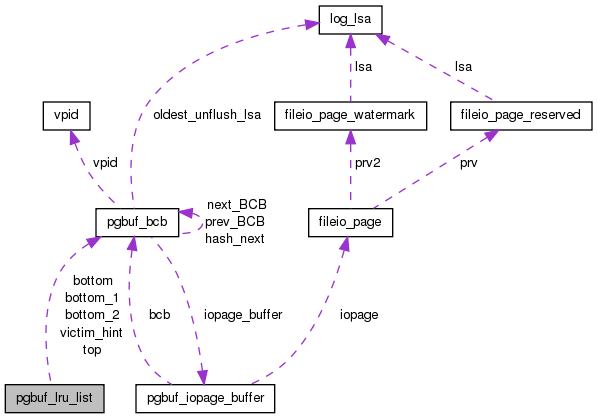 log_lsa
lsa
lsa
vpid
oldest_unflush_lsa
fileio_page_watermark
fileio_page_reserved
vpid
prv2
prv
pgbuf_bcb
next_BCB
prev_BCB
hash_next
fileio_page
bottom
bottom_1
bottom_2
victim_hint
top
bcb
iopage_buffer
iopage
pgbuf_lru_list
pgbuf_iopage_buffer